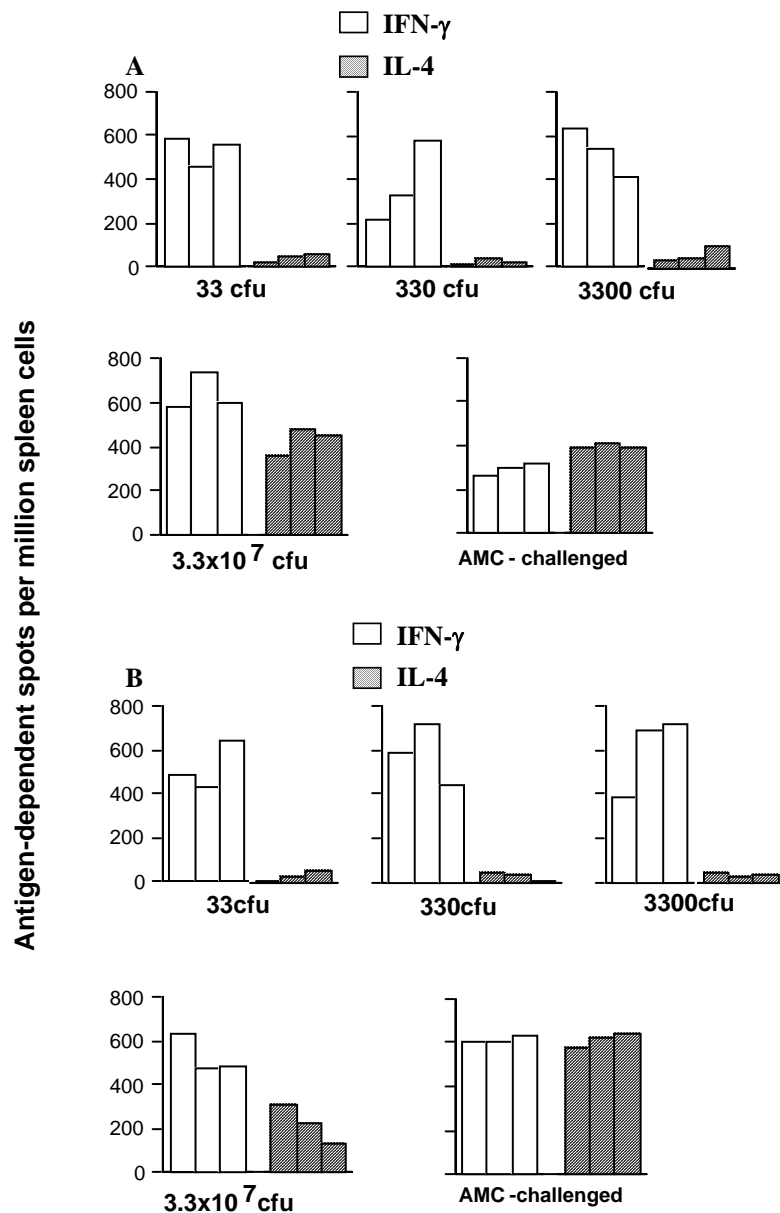 IFN-γ
IL-4
A
800
600
400
200
0
33 cfu
330 cfu
3300 cfu
800
600
400
200
0
3.3x10 7 cfu
AMC - challenged
Antigen-dependent spots per million spleen cells
IFN-γ
IL-4
B
800
600
400
200
0
33cfu
330cfu
3300cfu
800
600
400
200
0
3.3x10 7 cfu
AMC -challenged